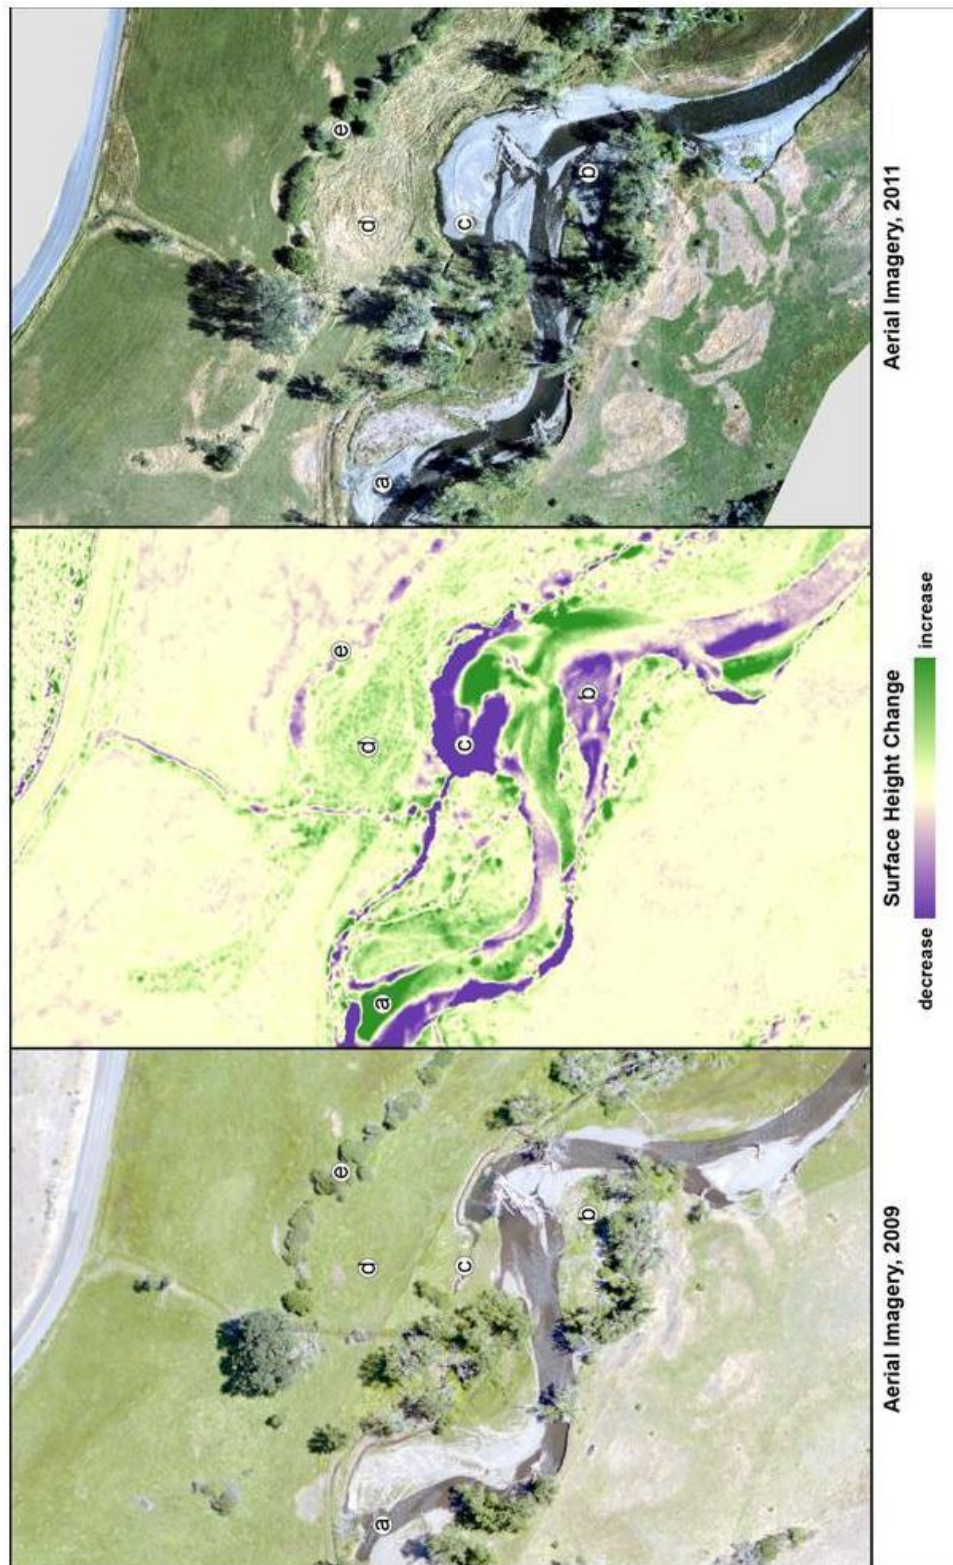 e
d
a
c
b
Aerial Imagery, 2009
e
d
a
c
b
Surface Height Change
decrease increase
e
d
a
c
b
Aerial Imagery, 2011